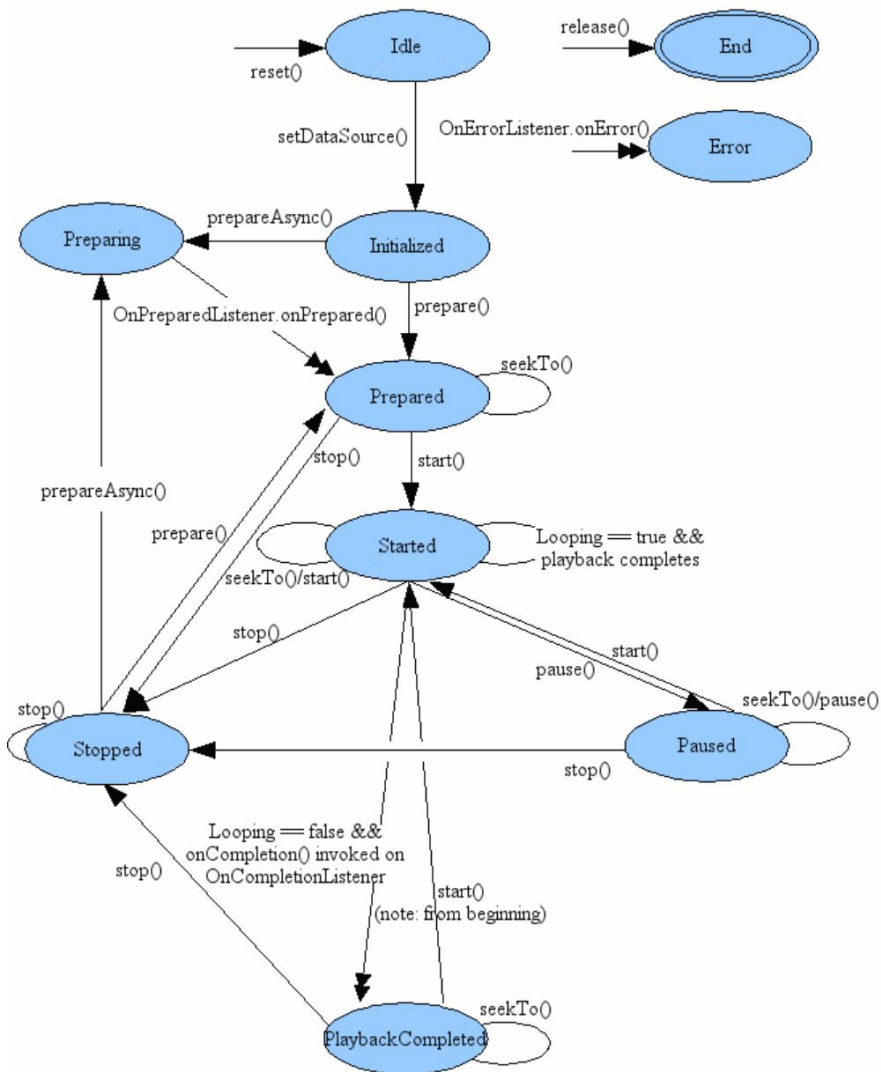 Idle
release()
End
reset()
OnErrorListener.onError()
Error
setDataSource()
prepareAsync()
Preparing
Initialized
OnPreparedListener.onPrepared()
prepare()
seekTo()
Prepared
stop()
start()
prepareAsync()
prepare()
Started
Looping == true &&
playback completes
seekTo()/start()
stop()
start()
pause()
stop()
seekTo()/pause()
Stopped
Paused
stop()
Looping == false &&
onCompletion() invoked on
OnCompletionListener
stop()
start()
(note: from beginning)
seekTo()
PlaybackCompleted